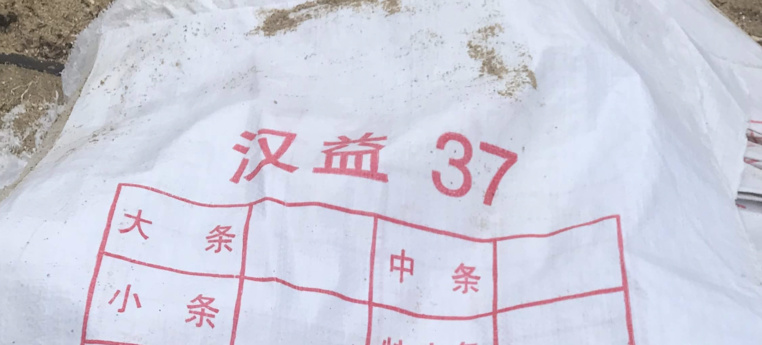 汉益 37
大条 中条
小条